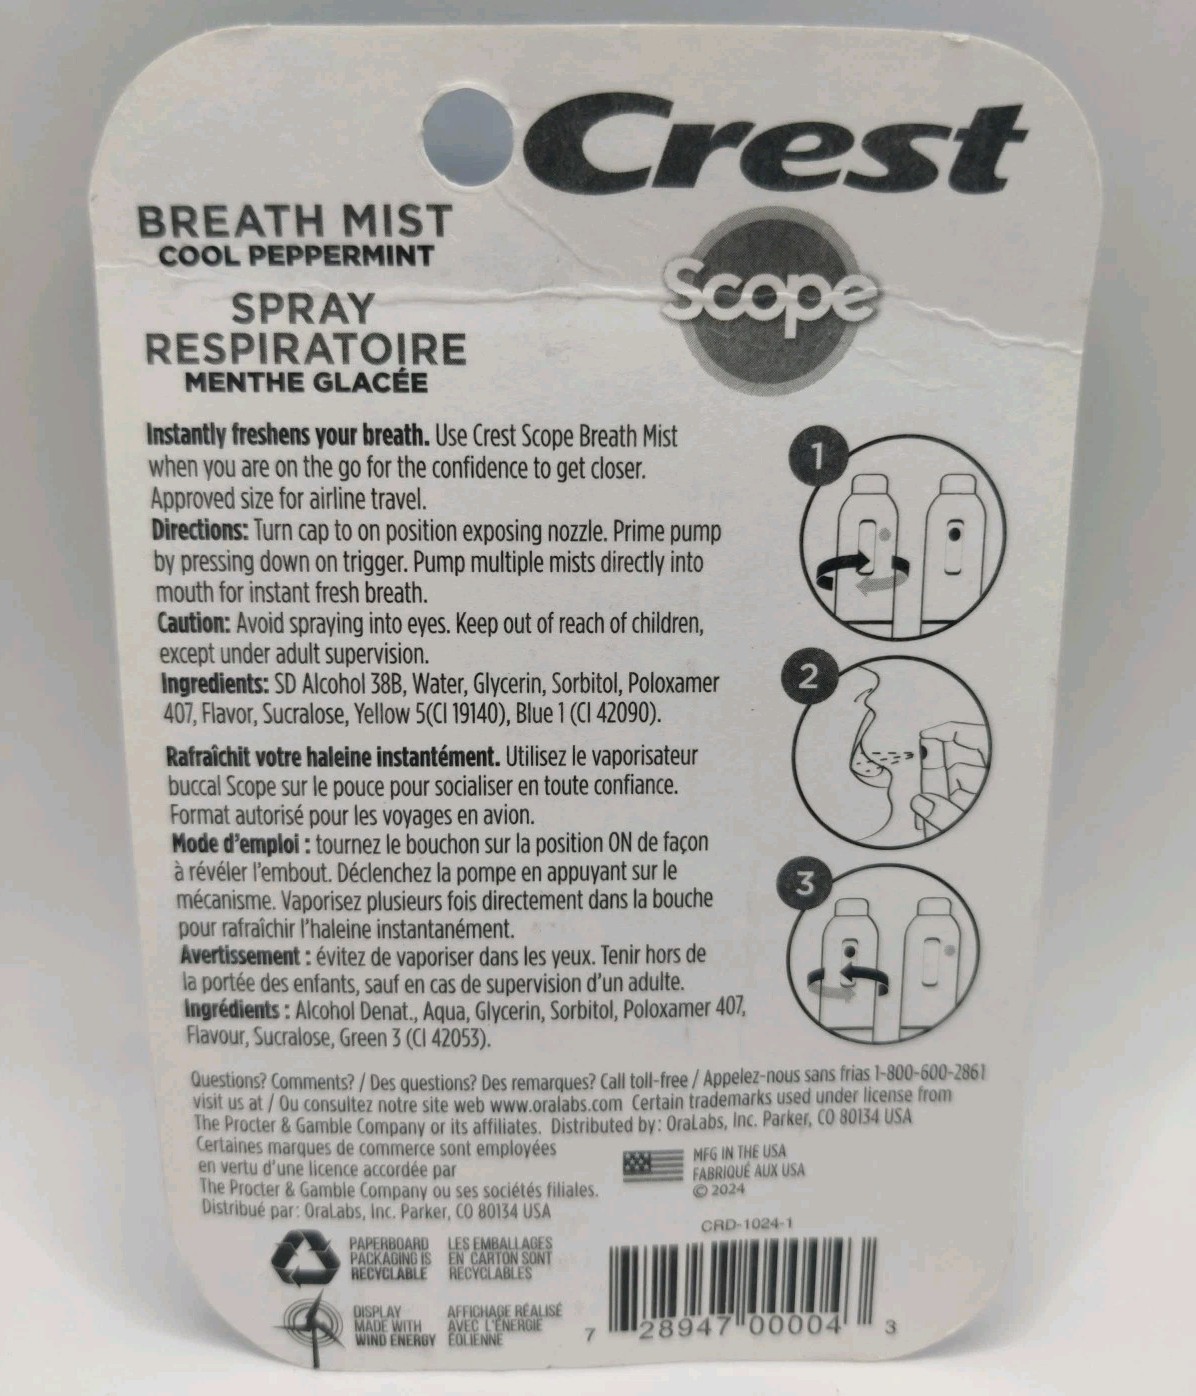 Crest
Scope
BREATH MIST
COOL PEPPERMINT
SPRAY
RESPIRATOIRE
MENTHE GLACÉE
Instantly freshens your breath. Use Crest Scope Breath Mist
when you are on the go for the confidence to get closer.
Approved size for airline travel.
Directions: Turn cap to on position exposing nozzle. Prime pump
by pressing down on trigger. Pump multiple mists directly into
mouth for instant fresh breath.
Caution: Avoid spraying into eyes. Keep out of reach of children,
except under adult supervision.
Ingredients: SD Alcohol 38B, Water, Glycerin, Sorbitol, Poloxamer
407, Flavor, Sucralose, Yellow 5(CI 19140), Blue 1 (CI 42090).
Rafraîchit votre haleine instantément. Utilisez le vaporisateur
buccal Scope sur le pouce pour socialiser en toute confiance.
Format autorisé pour les voyages en avion.
Mode d'emploi : tournez le bouchon sur la position ON de façon
à révéler l'embout. Déclenchez la pompe en appuyant sur le
mécanisme. Vaporisez plusieurs fois directement dans la bouche
pour rafraîchir l'haleine instantanément.
Avertissement : évitez de vaporiser dans les yeux. Tenir hors de
la portée des enfants, sauf en cas de supervision d'un adulte.
Ingrédients : Alcohol Denat., Aqua, Glycerin, Sorbitol, Poloxamer 407,
Flavour, Sucralose, Green 3 (CI 42053).
1
2
3
Questions? Comments? / Des questions? Des remarques? Call toll-free / Appelez-nous sans frias 1-800-600-2861
visit us at / Ou consultez notre site web www.oralabs.com Certain trademarks used under license from
The Procter & Gamble Company or its affiliates. Distributed by: OraLabs, Inc. Parker, CO 80134 USA
Certaines marques de commerce sont employées
en vertu d'une licence accordée par
The Procter & Gamble Company ou ses sociétés filiales.
Distribué par: OraLabs, Inc. Parker, CO 80134 USA
MFG IN THE USA
FABRIQUÉ AUX USA
© 2024
CRD-1024-1
PAPERBOARD
PACKAGING IS
RECYCLABLE
LES EMBALLAGES
EN CARTON SONT
RECYCLABLES
DISPLAY
MADE WITH
WIND ENERGY
AFFICHAGE RÉALISÉ
AVEC L'ÉNERGIE
ÉOLIENNE
7 28947 00004 3